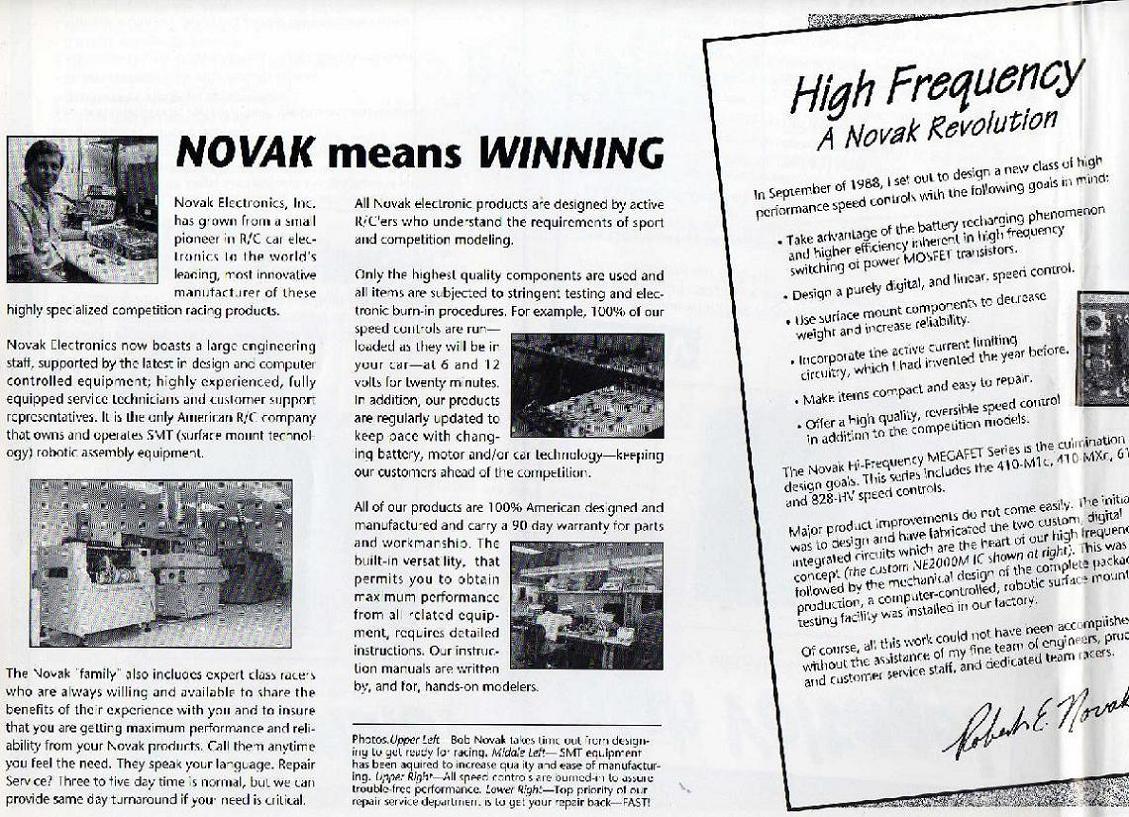 NOVAK means WINNING
Novak Electronics, Inc.
has grown from a small
pioneer in R/C car elec-
tronics to the world's
leading, most innovative
manufacturer of these
highly specialized competition racing products.
Novak Electronics now boasts a large engineering
staff, supported by the latest in design and computer
controlled equipment; highly experienced, fully
equipped service technicians and customer support
representatives. It is the only American R/C company
that owns and operates SMT (surface mount technol-
ogy) robotic assembly equipment.
The Novak "family" also includes expert class racers
who are always willing and available to share the
benefits of their experience with you and to insure
that you are getting maximum performance and reli-
ability from your Novak products. Call them anytime
you feel the need. They speak your language. Repair
Service? Three to five day time is normal, but we can
provide same day turnaround if your need is critical.
All Novak electronic products are designed by active
R/C'ers who understand the requirements of sport
and competition modeling.
Only the highest quality components are used and
all items are subjected to stringent testing and elec-
tronic burn-in procedures. For example, 100% of our
speed controls are run—
loaded as they will be in
your car—at 6 and 12
volts for twenty minutes.
In addition, our products
are regularly updated to
keep pace with chang-
ing battery, motor and/or car technology—keeping
our customers ahead of the competition.
All of our products are 100% American designed and
manufactured and carry a 90 day warranty for parts
and workmanship. The
built-in versatility, that
permits you to obtain
maximum performance
from all related equip-
ment, requires detailed
instructions. Our instruc-
tion manuals are written
by, and for, hands-on modelers.
Photos. Upper Left—Bob Novak takes time out from design-
ing to get ready for racing. Middle Left—SMT equipment
has been aquired to increase quality and ease of manufactur-
ing. Upper Right—All speed controls are burned-in to assure
trouble-free performance. Lower Right—Top priority of our
repair service department is to get your repair back—FAST!
High Frequency
A Novak Revolution
In September of 1988, I set out to design a new class of high
performance speed controls with the following goals in mind:
• Take advantage of the battery recharging phenomenon
and higher efficiency inherent in high frequency
switching of power MOSFET transistors.
• Design a purely digital, and linear, speed control.
• Use surface mount components to decrease
weight and increase reliability.
• Incorporate the active current limiting
circuitry, which I had invented the year before.
• Make items compact and easy to repair.
• Offer a high quality, reversible speed control
in addition to the competition models.
The Novak Hi-Frequency MEGAFET Series is the culmination
design goals. This series includes the 410-M1c, 410-MXc, 61
and 828-HV speed controls.
Major product improvements do not come easily. The initia
was to design and have fabricated the two custom, digital
integrated circuits which are the heart of our high frequenc
concept (the custom NE2000M IC shown at right). This was
followed by the mechanical design of the complete packag
production, a computer-controlled, robotic surface mount
testing facility was installed in our factory.
Of course, all this work could not have been accomplishe
without the assistance of my fine team of engineers, proc
and customer service staff, and dedicated team racers.
Robert E. Novak